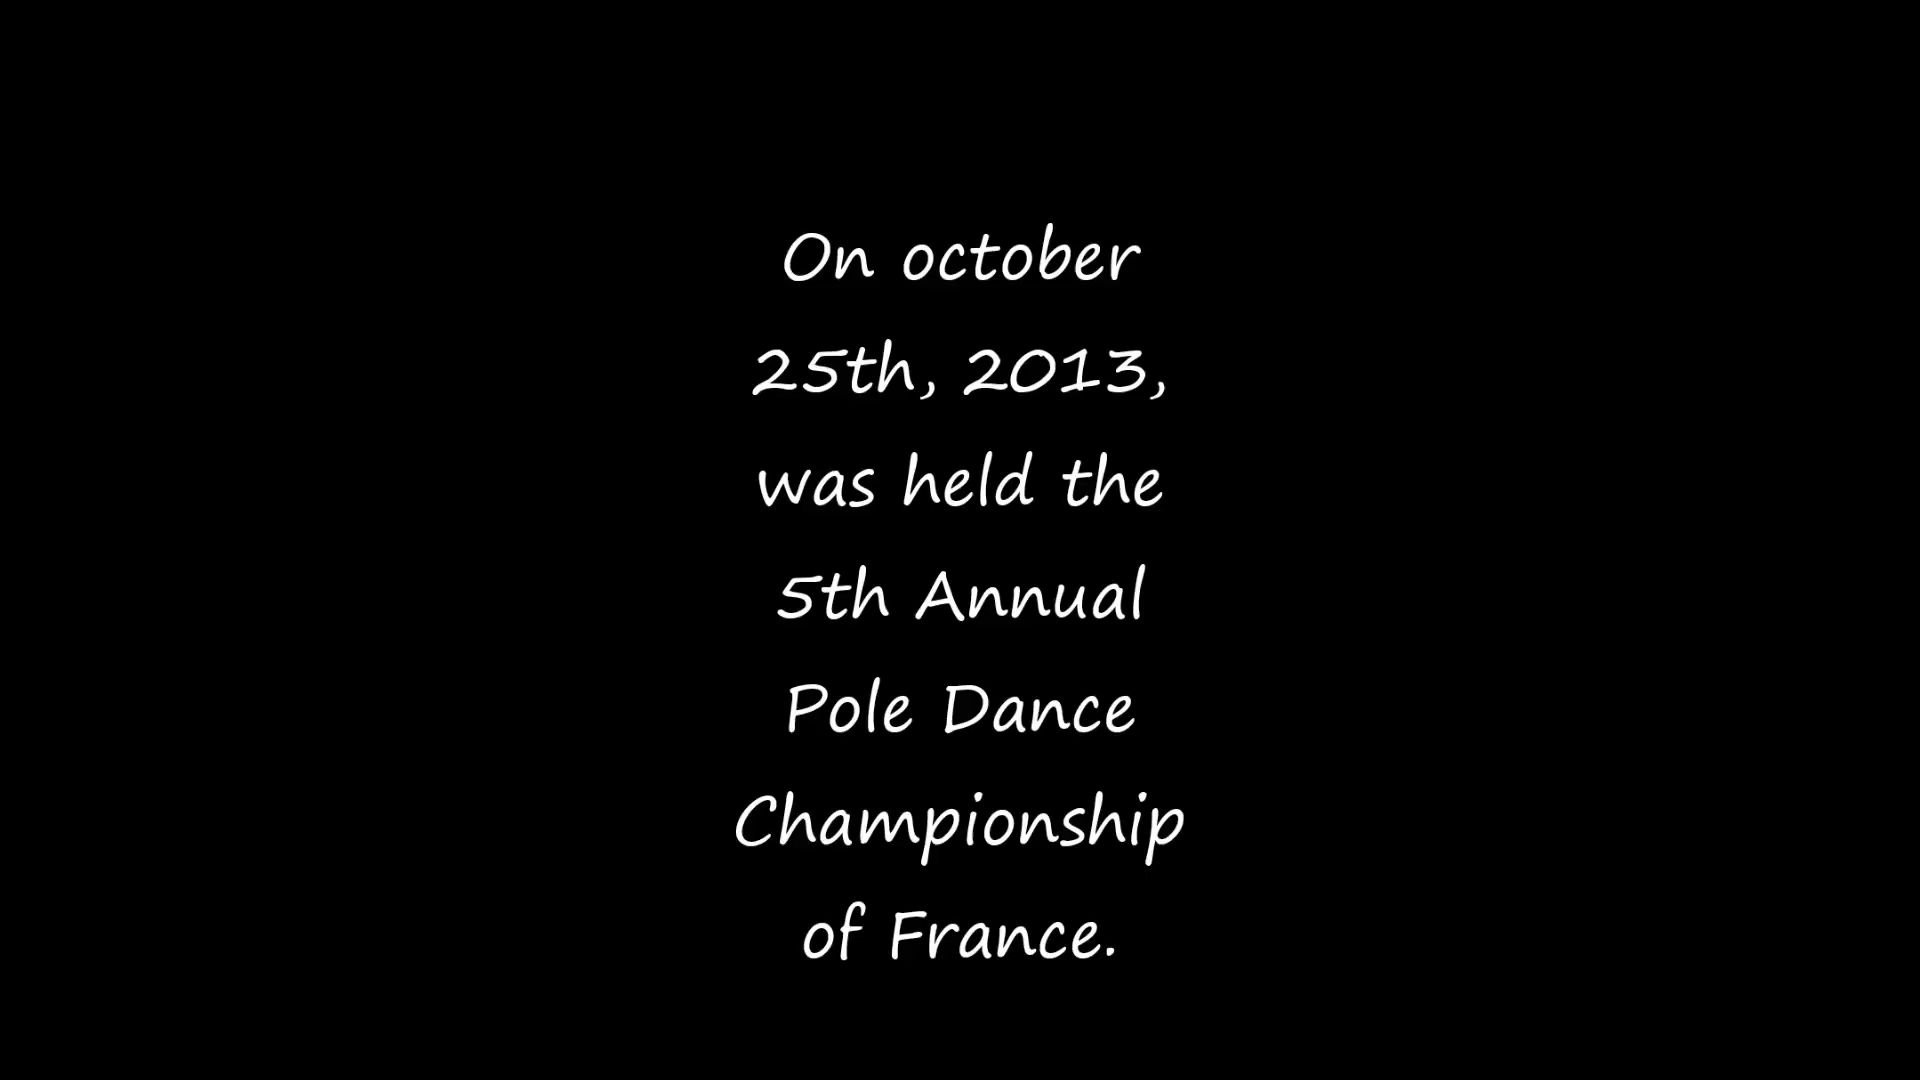 On october
25th, 2013,
was held the
5th Annual
Pole Dance
Championship
of France.